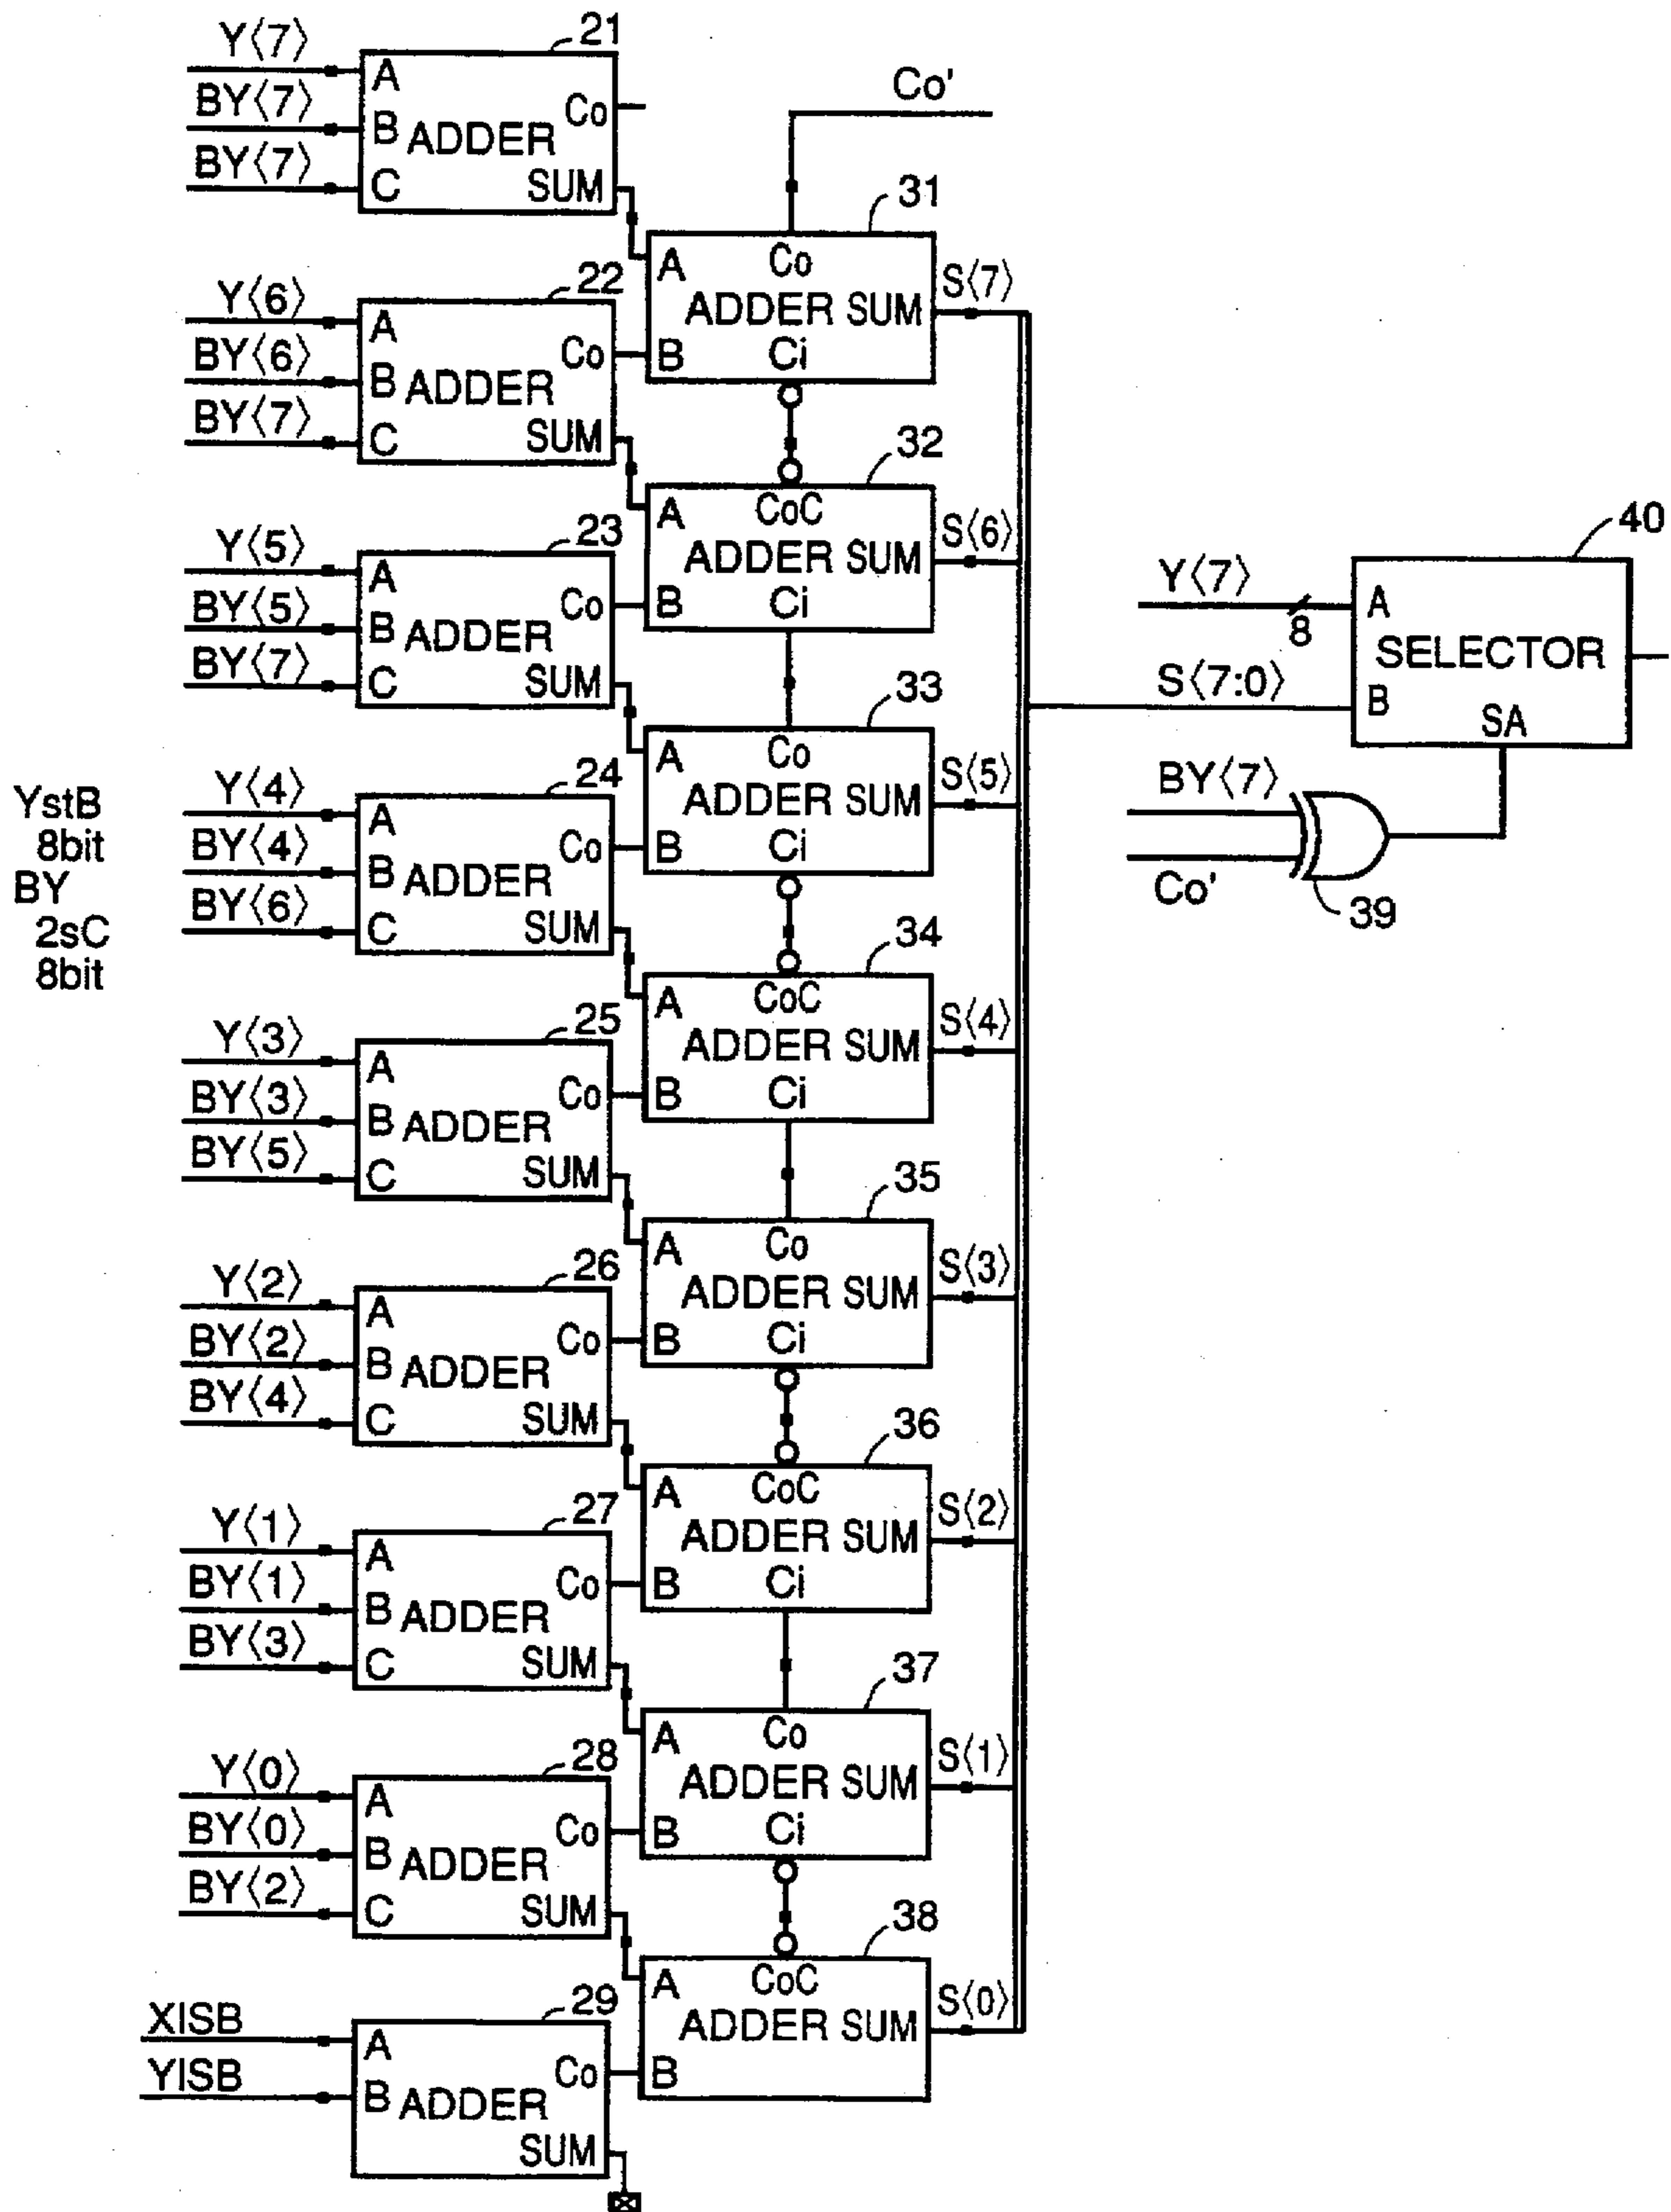 21
Y⟨7⟩
A
BY⟨7⟩
B ADDER
Co
BY⟨7⟩
C
SUM
Co'
31
A
Co
ADDER SUM
B
Ci
S⟨7⟩
22
Y⟨6⟩
A
BY⟨6⟩
B ADDER
Co
BY⟨7⟩
C
SUM
32
A
CoC
ADDER SUM
B
Ci
S⟨6⟩
23
Y⟨5⟩
A
BY⟨5⟩
B ADDER
Co
BY⟨7⟩
C
SUM
33
A
Co
ADDER SUM
B
Ci
S⟨5⟩
40
Y⟨7⟩
8
A
SELECTOR
S⟨7:0⟩
B
SA
BY⟨7⟩
Co'
39
YstB
8bit
BY
2sC
8bit
24
Y⟨4⟩
A
BY⟨4⟩
B ADDER
Co
BY⟨6⟩
C
SUM
34
A
CoC
ADDER SUM
B
Ci
S⟨4⟩
25
Y⟨3⟩
A
BY⟨3⟩
B ADDER
Co
BY⟨5⟩
C
SUM
35
A
Co
ADDER SUM
B
Ci
S⟨3⟩
26
Y⟨2⟩
A
BY⟨2⟩
B ADDER
Co
BY⟨4⟩
C
SUM
36
A
CoC
ADDER SUM
B
Ci
S⟨2⟩
27
Y⟨1⟩
A
BY⟨1⟩
B ADDER
Co
BY⟨3⟩
C
SUM
37
A
Co
ADDER SUM
B
Ci
S⟨1⟩
28
Y⟨0⟩
A
BY⟨0⟩
B ADDER
Co
BY⟨2⟩
C
SUM
38
A
CoC
ADDER SUM
B
S⟨0⟩
29
XISB
A
YISB
B ADDER
Co
SUM